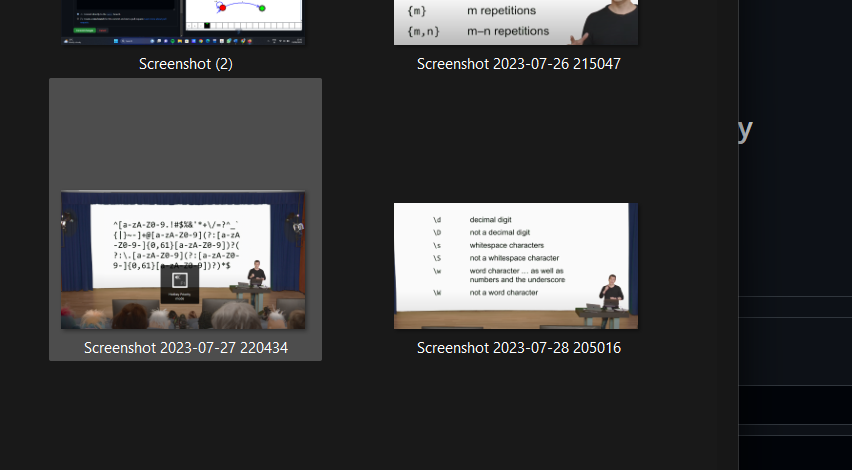 {m} m repetitions
{m,n} m–n repetitions
Screenshot (2)
Screenshot 2023-07-26 215047
y
^[a-zA-Z0-9.!#$%&'*+\/=?^_`
{|}~-]+@[a-zA-Z0-9](?:[a-zA
-Z0-9-]{0,61}[a-zA-Z0-9])?(
?:\.[a-zA-Z0-9](?:[a-zA-Z0-
9-]{0,61}[a-zA-Z0-9])?)*$
\d decimal digit
\D not a decimal digit
\s whitespace characters
\S not a whitespace character
\w word character ... as well as
numbers and the underscore
\W not a word character
Screenshot 2023-07-27 220434
Screenshot 2023-07-28 205016